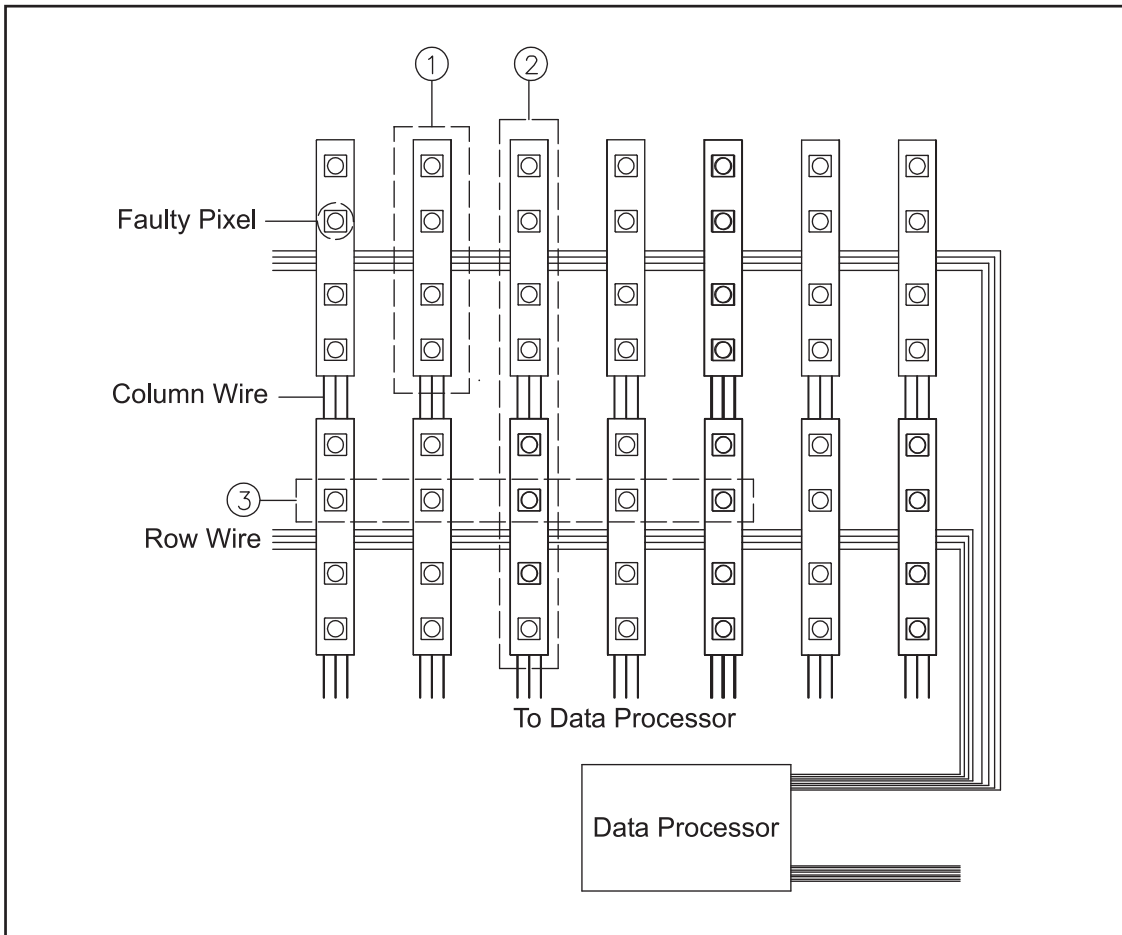 ①
②
Faulty Pixel
Column Wire
③
Row Wire
To Data Processor
Data Processor